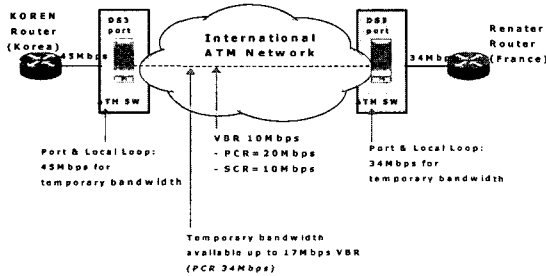 KOREN
Router
(Korea)
45Mbps
DS3
port
ATM SW
International
ATM Network
DS3
port
ATM SW
34Mbps
Renater
Router
(France)
Port & Local Loop:
45Mbps for
temporary bandwidth
VBR 10Mbps
- PCR= 20Mbps
- SCR= 10Mbps
Port & Local Loop:
34Mbps for
temporary bandwidth
Temporary bandwidth
available up to 17Mbps VBR
(PCR 34Mbps)